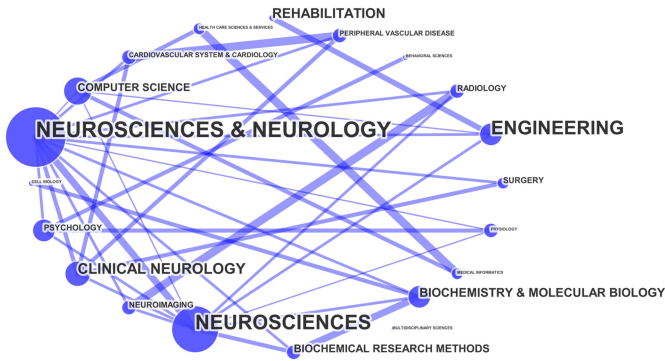 REHABILITATION
HEALTH CARE SCIENCES & SERVICES
PERIPHERAL VASCULAR DISEASE
CARDIOVASCULAR SYSTEM & CARDIOLOGY
BEHAVIORAL SCIENCES
COMPUTER SCIENCE
RADIOLOGY
NEUROSCIENCES & NEUROLOGY
ENGINEERING
CELL BIOLOGY
SURGERY
PSYCHOLOGY
PHYSIOLOGY
CLINICAL NEUROLOGY
MEDICAL INFORMATICS
BIOCHEMISTRY & MOLECULAR BIOLOGY
NEUROIMAGING
NEUROSCIENCES
MULTIDISCIPLINARY SCIENCES
BIOCHEMICAL RESEARCH METHODS